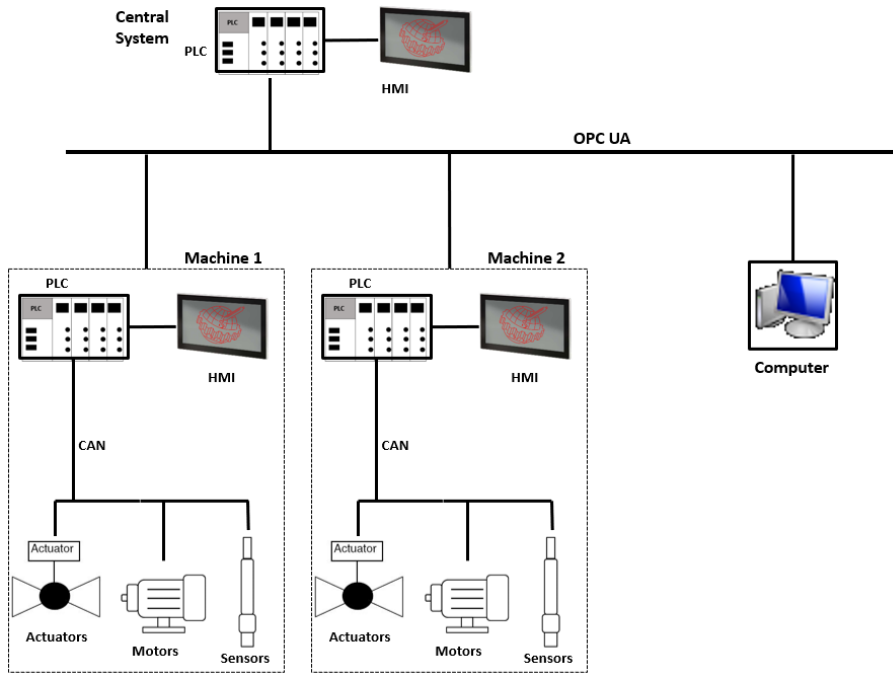 Central
System
PLC
PLC
HMI
OPC UA
Machine 1
PLC
PLC
HMI
CAN
Actuator
Actuators
Motors
Sensors
Machine 2
PLC
PLC
HMI
CAN
Actuator
Actuators
Motors
Sensors
Computer